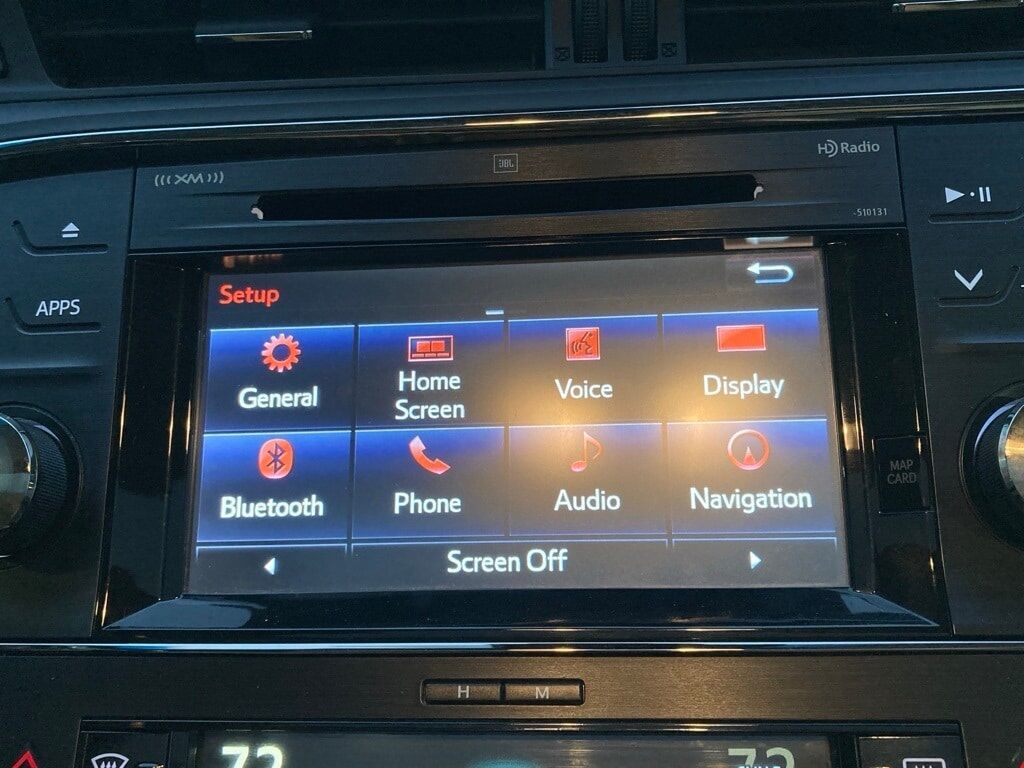 XM
JBL
HD Radio
510131
APPS
Setup
General
Home
Screen
Voice
Display
Bluetooth
Phone
Audio
Navigation
Screen Off
MAP
CARD
H M
72 72